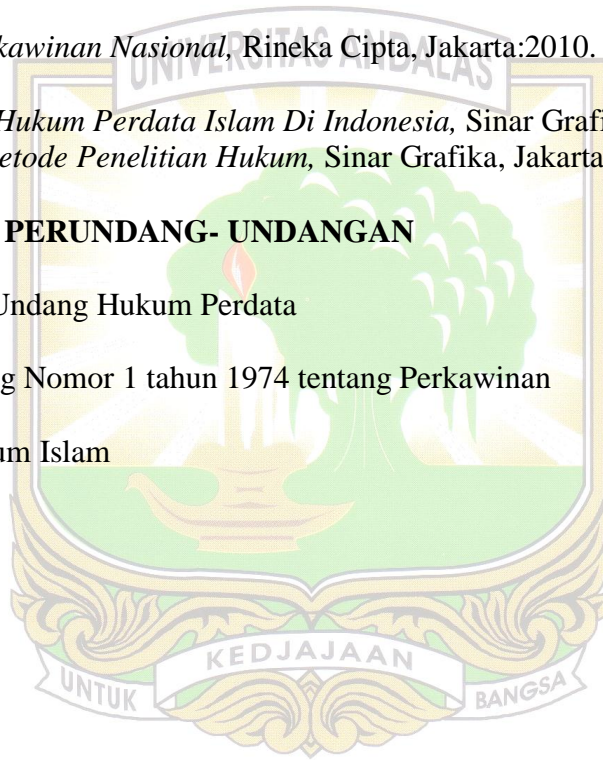 kawinan Nasional, Rineka Cipta, Jakarta:2010.
UNIVERSITAS ANDALAS
Hukum Perdata Islam Di Indonesia, Sinar Grafi
etode Penelitian Hukum, Sinar Grafika, Jakarta
PERUNDANG- UNDANGAN
Undang Hukum Perdata
g Nomor 1 tahun 1974 tentang Perkawinan
um Islam
KEDJAJAAN
UNTUK
BANGSA